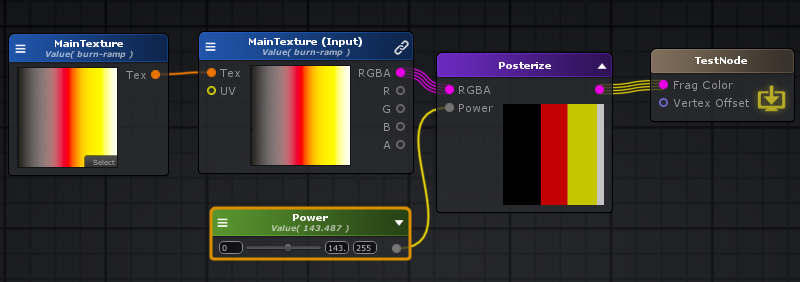 MainTexture
Value( burn-ramp )
Tex
Select
MainTexture (Input)
Value( burn-ramp )
Tex
RGBA
UV
R
G
B
A
Posterize
RGBA
Power
TestNode
Frag Color
Vertex Offset
Power
Value( 143.487 )
0
143.
255